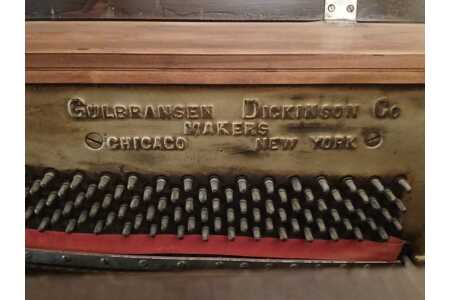 GULBRANSEN DICKINSON CO
MAKERS
CHICAGO NEW YORK